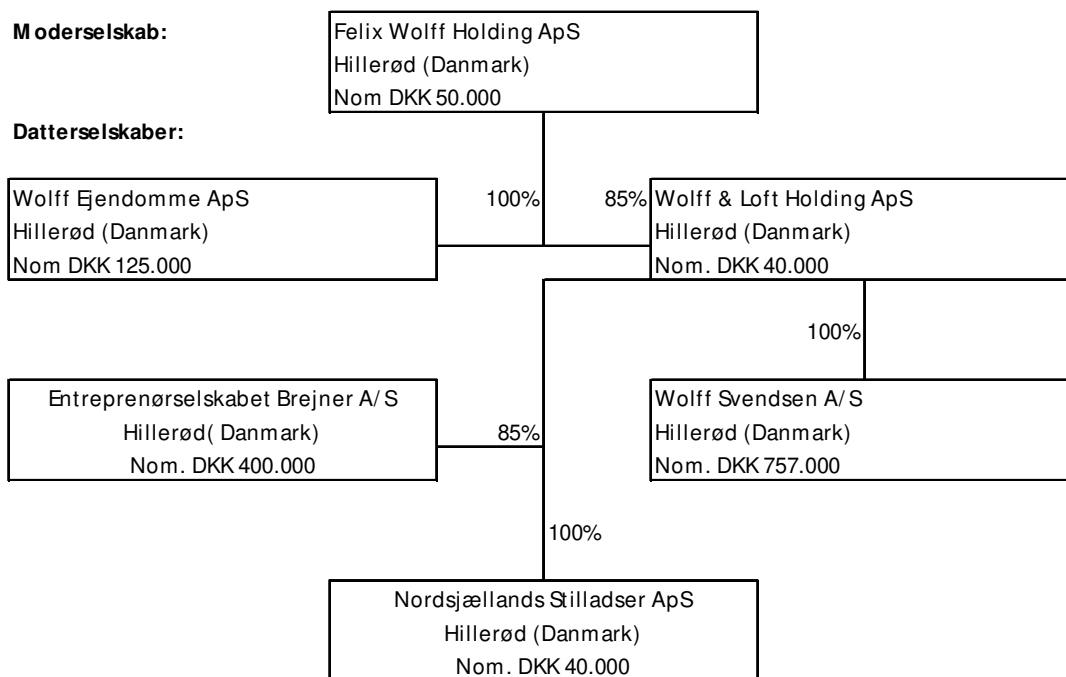 Moderselskab:
Felix Wolff Holding ApS
Hillerød (Danmark)
Nom DKK 50.000
Datterselskaber:
Wolff Ejendomme ApS
Hillerød (Danmark)
Nom DKK 125.000
100%
85%
Wolff & Loft Holding ApS
Hillerød (Danmark)
Nom. DKK 40.000
100%
Entreprenørselskabet Brejner A/S
Hillerød( Danmark)
Nom. DKK 400.000
85%
Wolff Svendsen A/S
Hillerød (Danmark)
Nom. DKK 757.000
100%
Nordsjællands Stilladser ApS
Hillerød (Danmark)
Nom. DKK 40.000